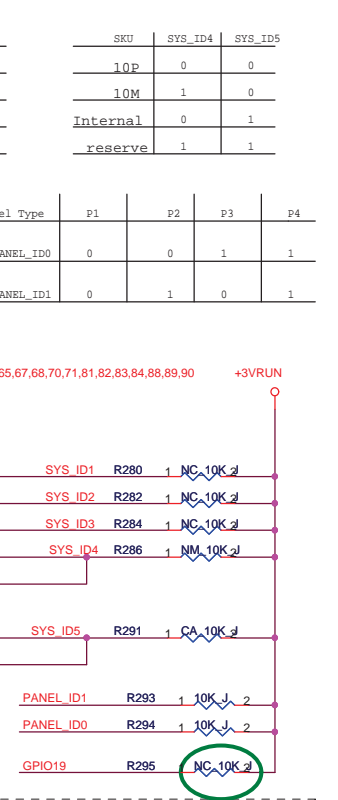 SKU SYS_ID4 SYS_ID5
10P 0 0
10M 1 0
Internal 0 1
reserve 1 1
el Type P1 P2 P3 P4
ANEL_ID0 0 0 1 1
ANEL_ID1 0 1 0 1
65,67,68,70,71,81,82,83,84,88,89,90 +3VRUN
SYS_ID1 R280 1 NC_10K_J 2
SYS_ID2 R282 1 NC_10K_J 2
SYS_ID3 R284 1 NC_10K_J 2
SYS_ID4 R286 1 NM_10K_J 2
SYS_ID5 R291 1 CA_10K_J 2
PANEL_ID1 R293 1 10K_J 2
PANEL_ID0 R294 1 10K_J 2
GPIO19 R295 1 NC_10K_J 2